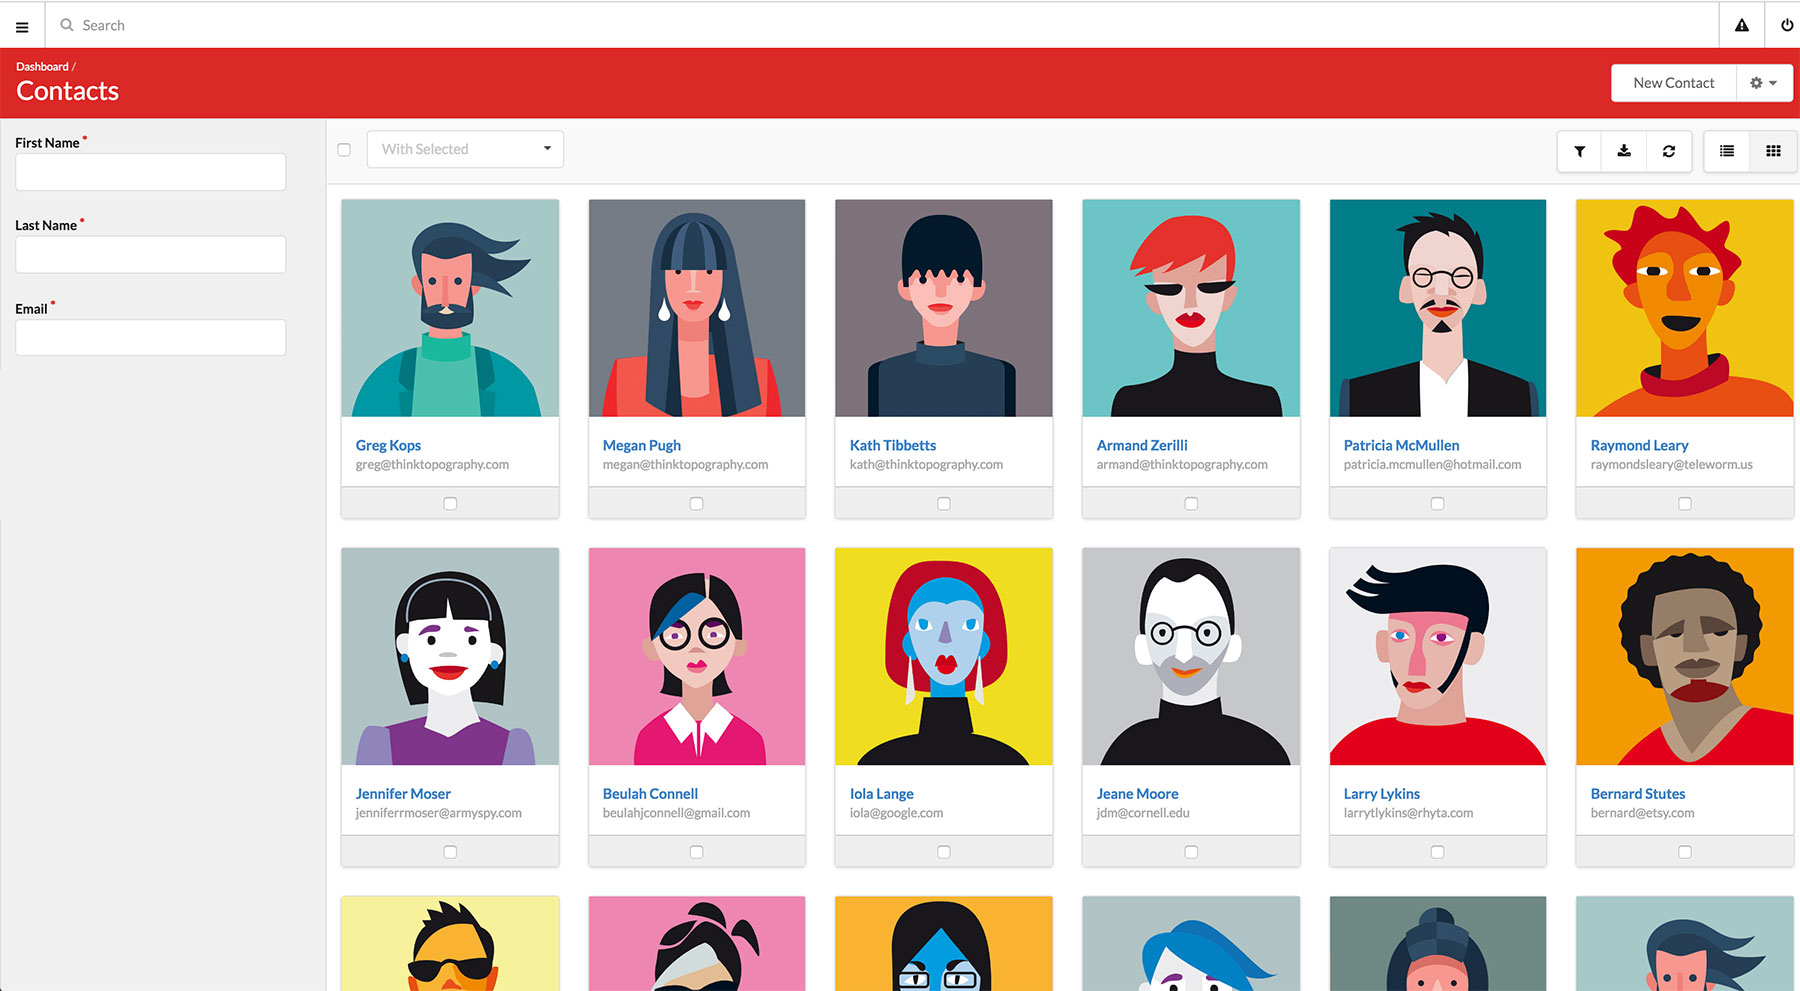 Search
Dashboard /
Contacts
New Contact
First Name *
Last Name *
Email *
With Selected
Greg Kops
greg@thinktopography.com
Megan Pugh
megan@thinktopography.com
Kath Tibbetts
kath@thinktopography.com
Armand Zerilli
armand@thinktopography.com
Patricia McMullen
patricia.mcmullen@hotmail.com
Raymond Leary
raymondsleary@teleworm.us
Jennifer Moser
jenniferrmoser@armyspy.com
Beulah Connell
beulahjconnell@gmail.com
Iola Lange
iola@google.com
Jeane Moore
jdm@cornell.edu
Larry Lykins
larrytlykins@rhyta.com
Bernard Stutes
bernard@etsy.com